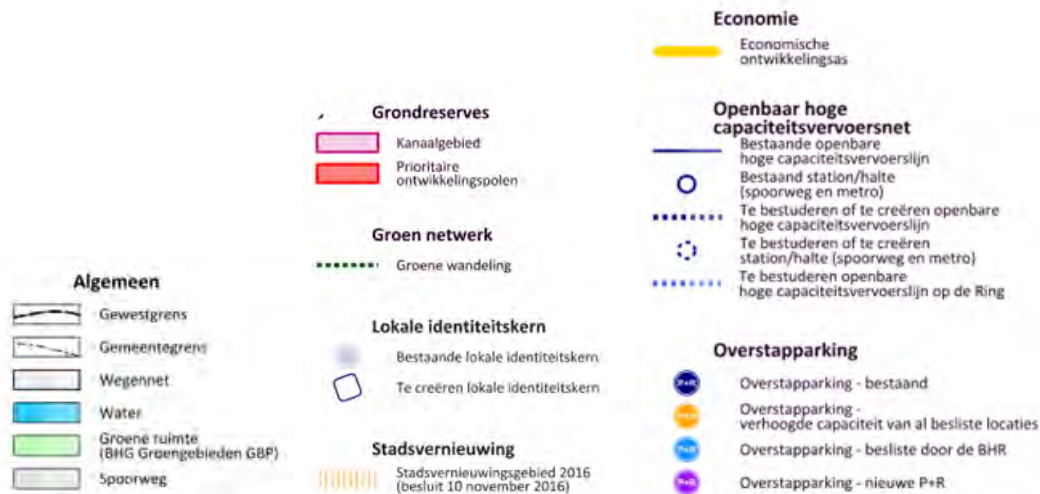 Algemeen
Gewestgrens
Gemeentegrens
Wegennet
Water
Groene ruimte
(BHG Groengebieden GBP)
Spoorweg
Grondreserves
Kanaalgebied
Prioritaire
ontwikkelingspolen
Groen netwerk
Groene wandeling
Lokale identiteitskern
Bestaande lokale identiteitskern
Te creëren lokale identiteitskern
Stadsvernieuwing
Stadsvernieuwingsgebied 2016
(besluit 10 november 2016)
Economie
Economische
ontwikkelingsas
Openbaar hoge
capaciteitsvervoersnet
Bestaande openbare
hoge capaciteitsvervoerslijn
Bestaand station/halte
(spoorweg en metro)
Te bestuderen of te creëren openbare
hoge capaciteitsvervoerslijn
Te bestuderen of te creëren
station/halte (spoorweg en metro)
Te bestuderen openbare
hoge capaciteitsvervoerslijn op de Ring
Overstapparking
P+R Overstapparking - bestaand
P+R Overstapparking -
verhoogde capaciteit van al besliste locaties
P+R Overstapparking - besliste door de BHR
P+R Overstapparking - nieuwe P+R